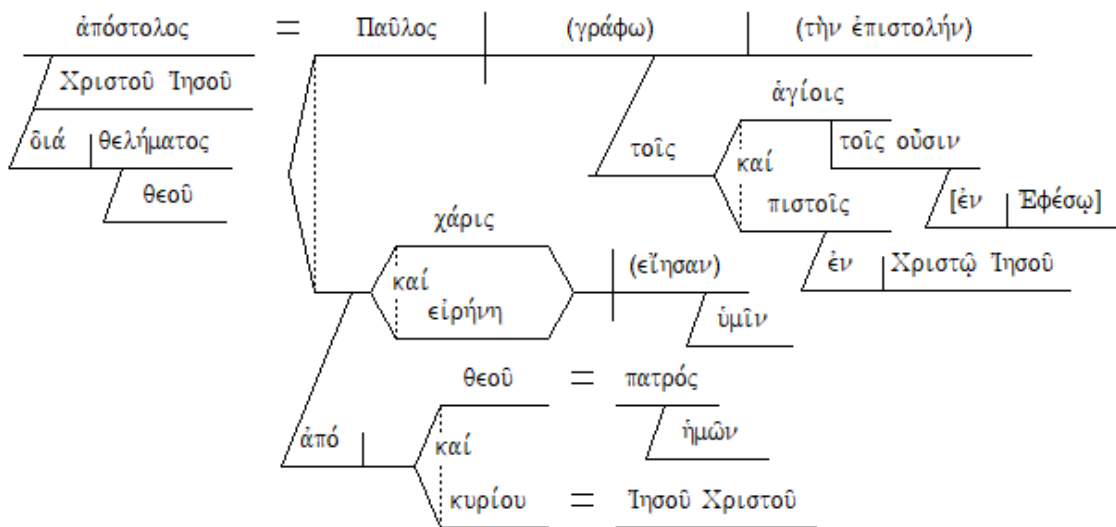 ἀπόστολος = Παῦλος (γράφω) (τὴν ἐπιστολήν)
Χριστοῦ Ἰησοῦ ἁγίοις
διά θελήματος τοῖς καί τοῖς οὖσιν
θεοῦ πιστοῖς [ἐν Ἐφέσῳ]
χάρις
καί (εἴησαν) ἐν Χριστῷ Ἰησοῦ
εἰρήνη ὑμῖν
θεοῦ = πατρός
ἀπό καί ἡμῶν
κυρίου = Ἰησοῦ Χριστοῦ